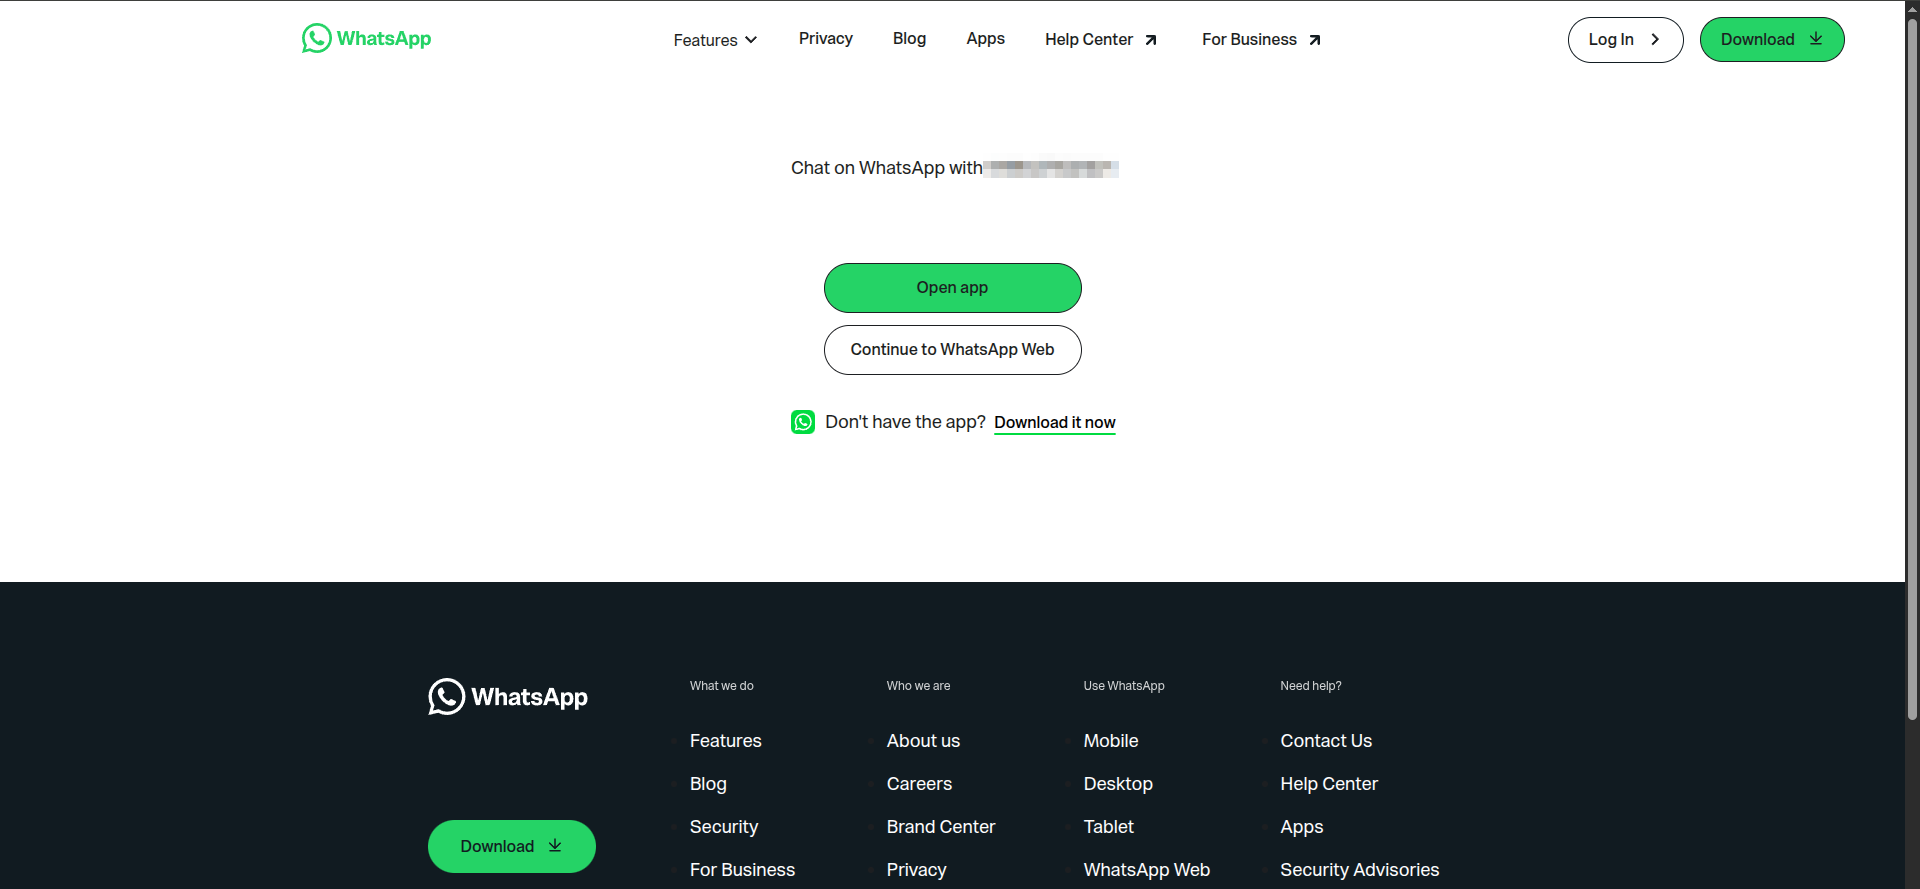 WhatsApp
Features
Privacy
Blog
Apps
Help Center
For Business
Log In
Download
Chat on WhatsApp with
Open app
Continue to WhatsApp Web
Don't have the app? Download it now
WhatsApp
Download
What we do
Features
Blog
Security
For Business
Who we are
About us
Careers
Brand Center
Privacy
Use WhatsApp
Mobile
Desktop
Tablet
WhatsApp Web
Need help?
Contact Us
Help Center
Apps
Security Advisories